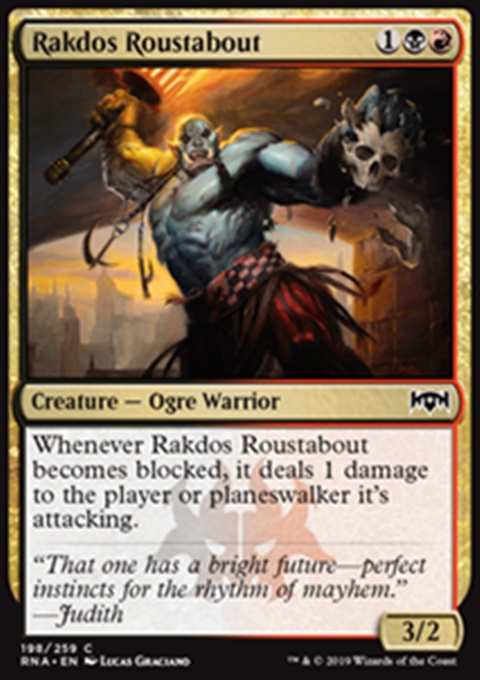 Rakdos Roustabout 1
Creature — Ogre Warrior
Whenever Rakdos Roustabout
becomes blocked, it deals 1 damage
to the player or planeswalker it's
attacking.
“That one has a bright future—perfect
instincts for the rhythm of mayhem.”
—Judith
3/2
198/259 C
RNA • EN Lucas Graciano
™ & © 2019 Wizards of the Coast